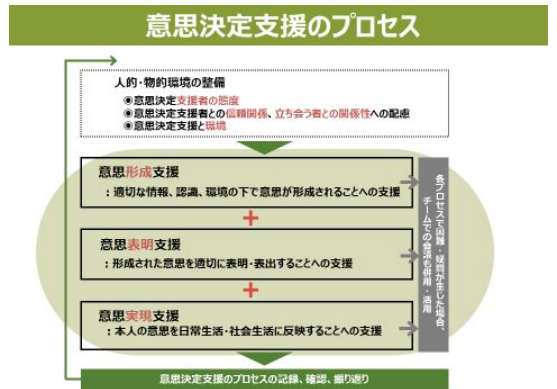 意思決定支援のプロセス
人的・物的環境の整備
◉意思決定支援者の態度
◉意思決定支援者との信頼関係、立ち会う者との関係性への配慮
◉意思決定支援と環境
意思形成支援
：適切な情報、認識、環境の下で意思が形成されることへの支援
+
意思表明支援
：形成された意思を適切に表明・表出することへの支援
+
意思実現支援
：本人の意思を日常生活・社会生活に反映することへの支援
各プロセスで困難・疑問が生じた場合、
チームでの会議も併用・活用
意思決定支援のプロセスの記録、確認、振り返り